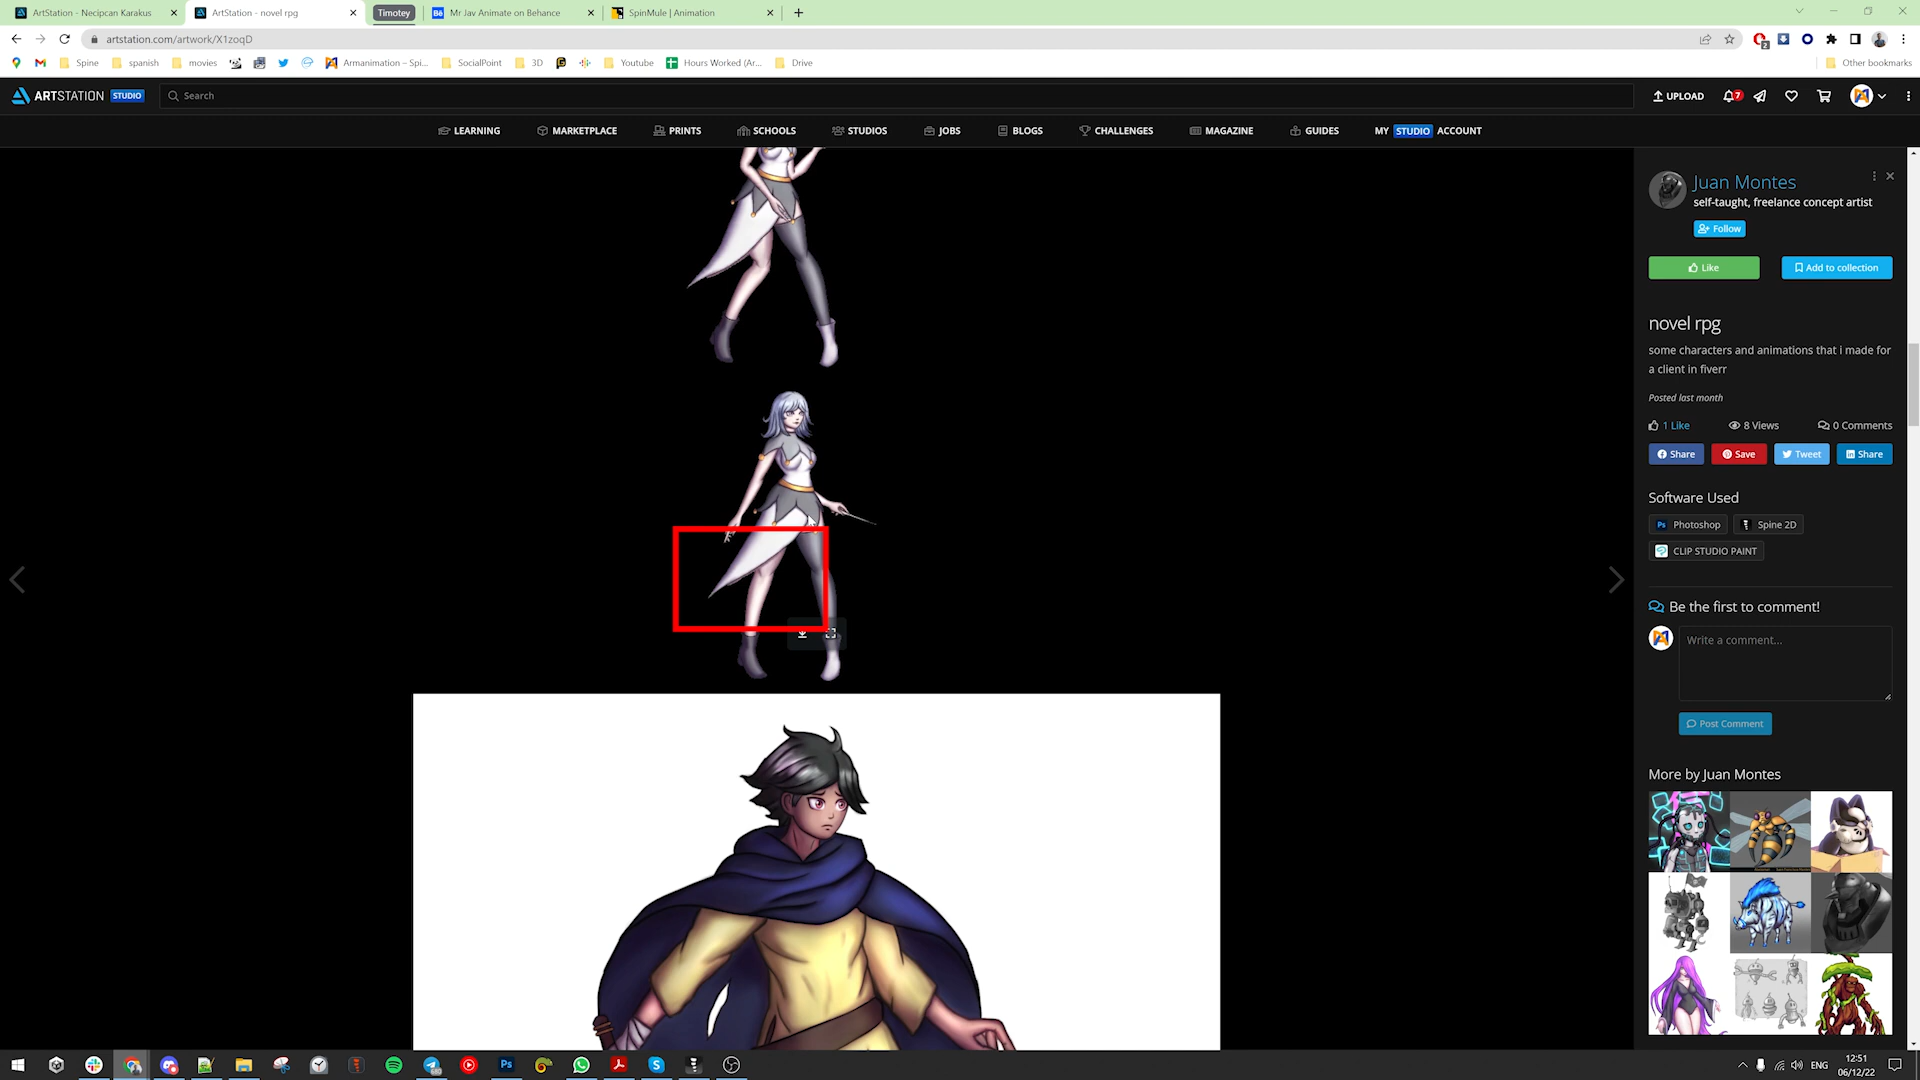 ArtStation - Necipcan Karakus
ArtStation - novel rpg
Timotey
Bē Mr Jav Animate on Behance
SpinMule | Animation
artstation.com/artwork/X1zoqD
2
Spine
spanish
movies
Armanimation – Spi...
SocialPoint
3D
Youtube
Hours Worked (Ar...
Drive
Other bookmarks
ARTSTATION STUDIO
Search
UPLOAD
7
LEARNING
MARKETPLACE
PRINTS
SCHOOLS
STUDIOS
JOBS
BLOGS
CHALLENGES
MAGAZINE
GUIDES
MY STUDIO ACCOUNT
Juan Montes
self-taught, freelance concept artist
Follow
Like
Add to collection
novel rpg
some characters and animations that i made for
a client in fiverr
Posted last month
1 Like
8 Views
0 Comments
Share
Save
Tweet
Share
Software Used
Ps Photoshop
Spine 2D
CLIP STUDIO PAINT
Be the first to comment!
Write a comment...
Post Comment
More by Juan Montes
Ps
ENG
12:51
06/12/22